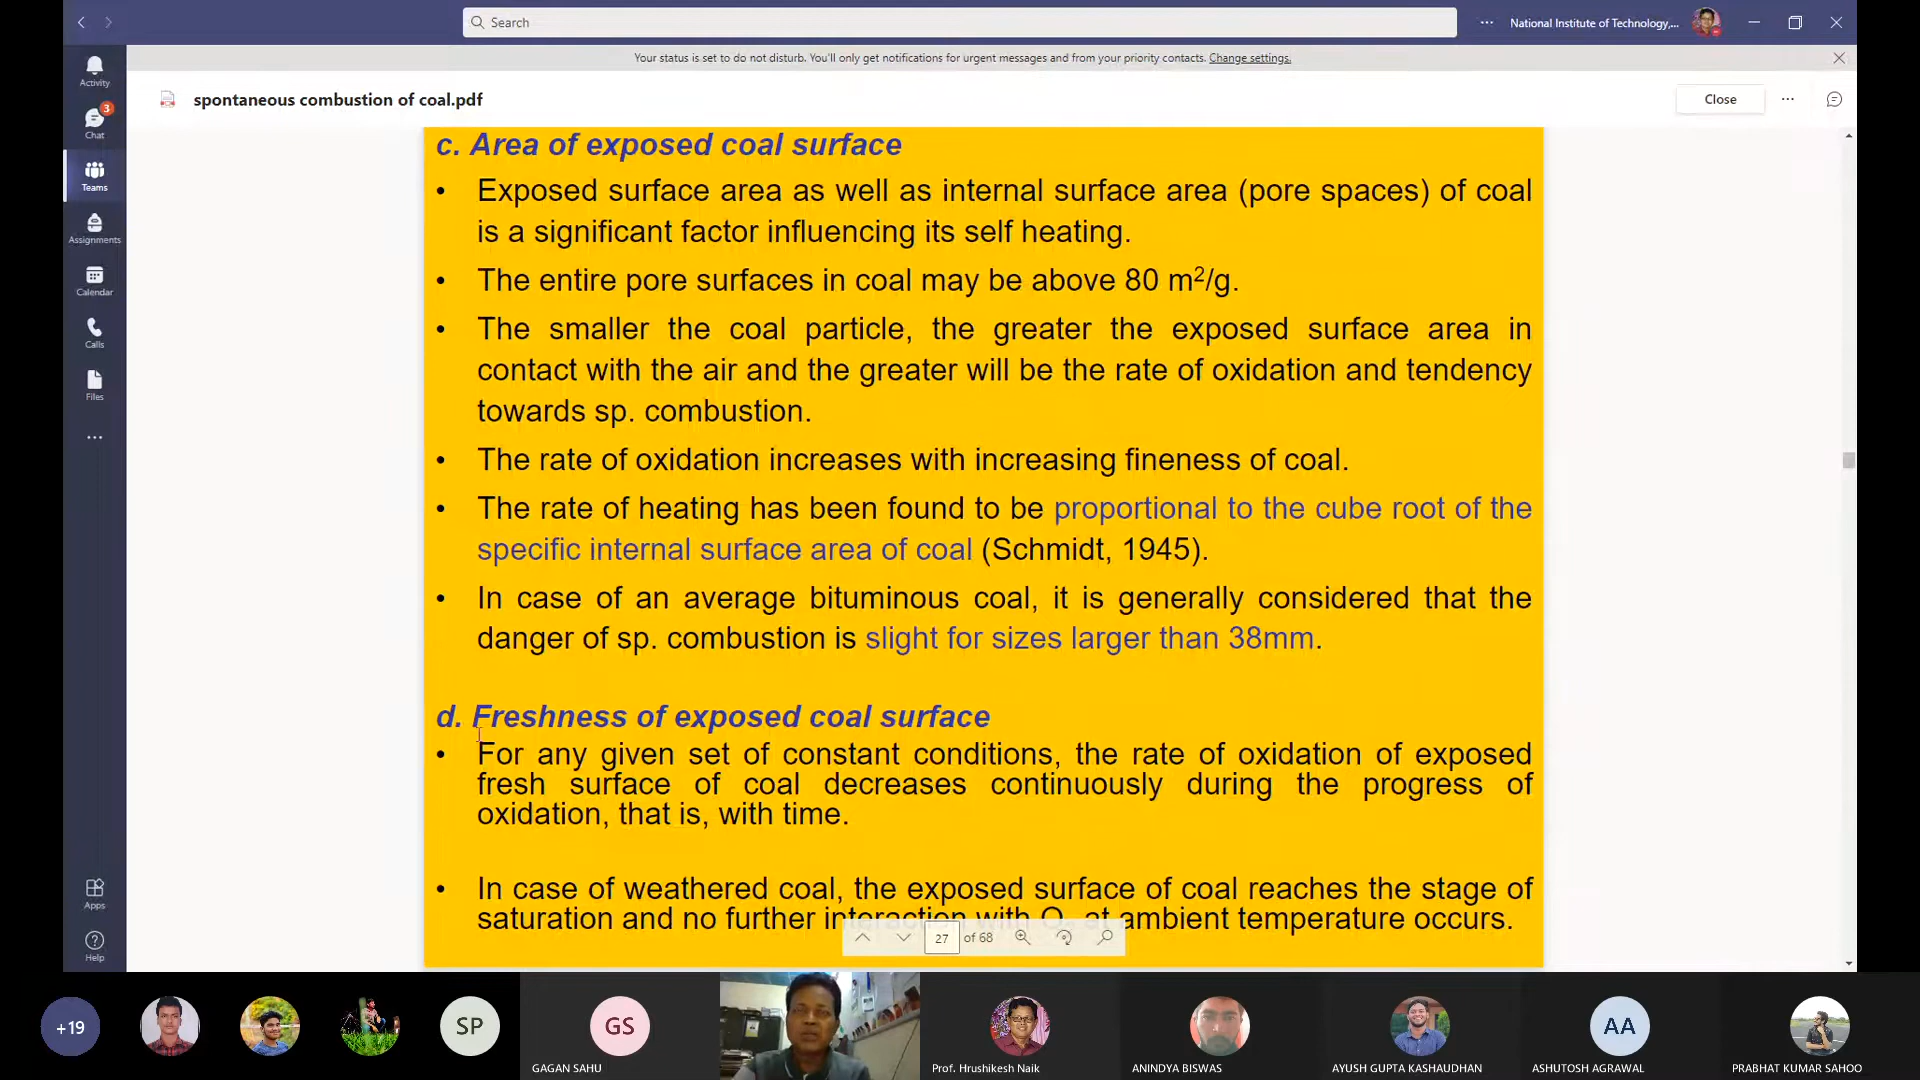 Search
National Institute of Technology,...
Your status is set to do not disturb. You'll only get notifications for urgent messages and from your priority contacts. Change settings.
Activity
3
Chat
Teams
Assignments
Calendar
Calls
Files
Apps
Help
spontaneous combustion of coal.pdf
Close
c. Area of exposed coal surface
• Exposed surface area as well as internal surface area (pore spaces) of coal
is a significant factor influencing its self heating.
• The entire pore surfaces in coal may be above 80 m²/g.
• The smaller the coal particle, the greater the exposed surface area in
contact with the air and the greater will be the rate of oxidation and tendency
towards sp. combustion.
• The rate of oxidation increases with increasing fineness of coal.
• The rate of heating has been found to be proportional to the cube root of the
specific internal surface area of coal (Schmidt, 1945).
• In case of an average bituminous coal, it is generally considered that the
danger of sp. combustion is slight for sizes larger than 38mm.
d. Freshness of exposed coal surface
• For any given set of constant conditions, the rate of oxidation of exposed
fresh surface of coal decreases continuously during the progress of
oxidation, that is, with time.
• In case of weathered coal, the exposed surface of coal reaches the stage of
saturation and no further interaction with O₂ at ambient temperature occurs.
27 of 68
+19
SP
GS
GAGAN SAHU
Prof. Hrushikesh Naik
ANINDYA BISWAS
AYUSH GUPTA KASHAUDHAN
AA
ASHUTOSH AGRAWAL
PRABHAT KUMAR SAHOO